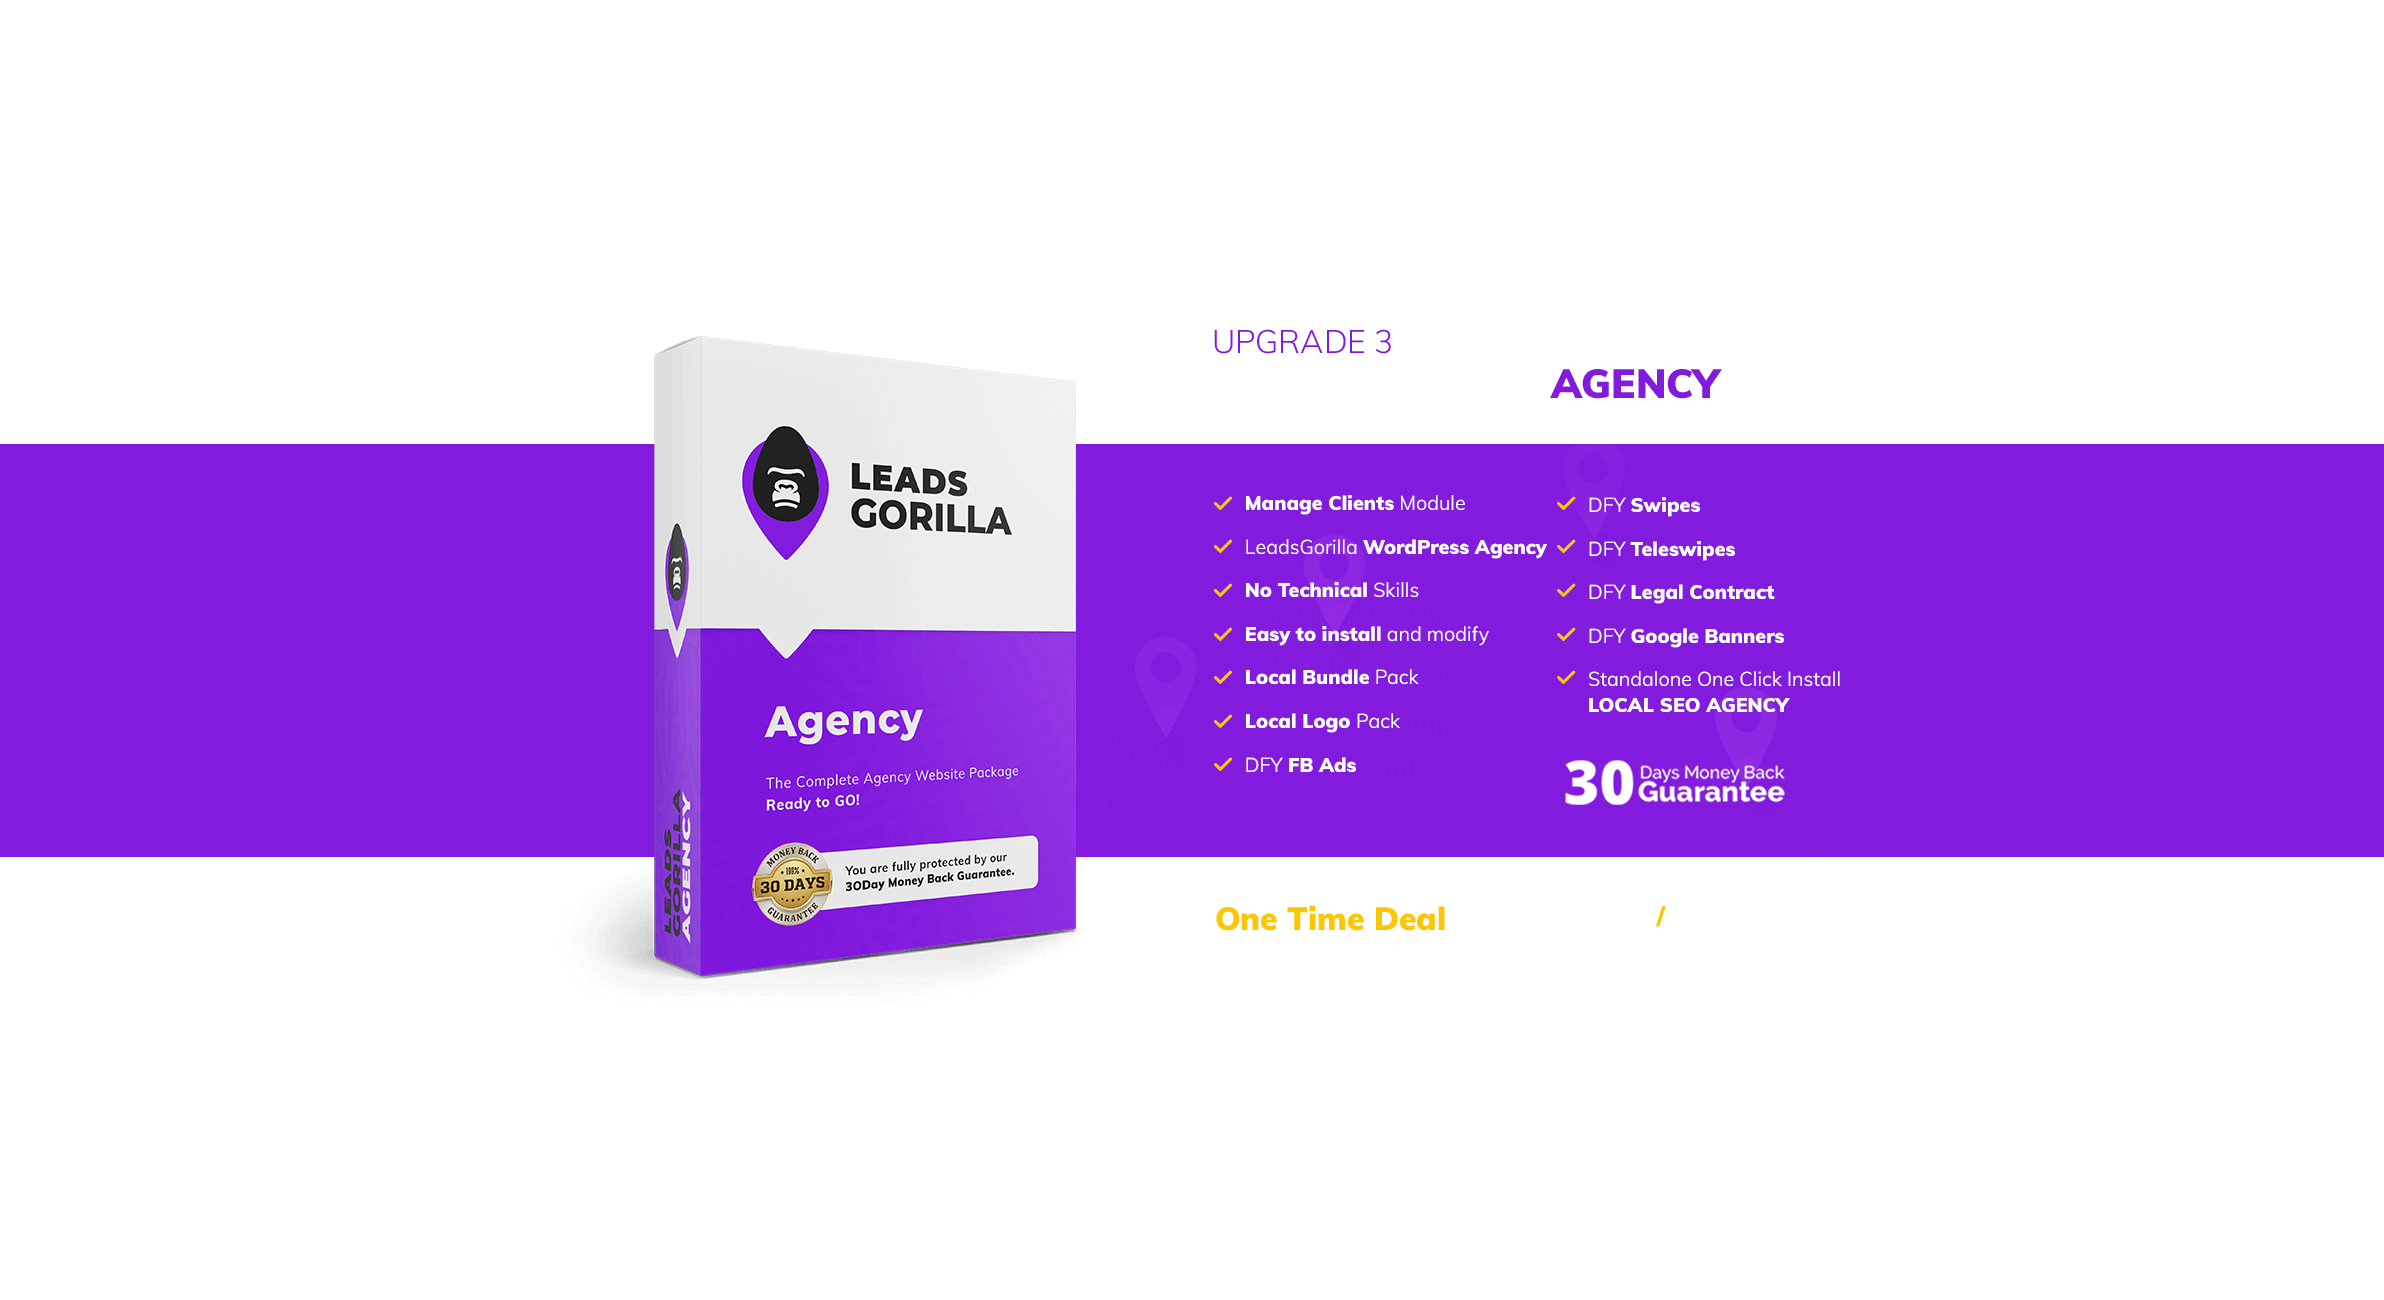 UPGRADE 3
AGENCY
LEADS
GORILLA
Agency
The Complete Agency Website Package
Ready to GO!
MONEY BACK
100%
30 DAYS
GUARANTEE
You are fully protected by our
30Day Money Back Guarantee.
LEADS
GORILLA
AGENCY
Manage Clients Module
LeadsGorilla WordPress Agency
No Technical Skills
Easy to install and modify
Local Bundle Pack
Local Logo Pack
DFY FB Ads
DFY Swipes
DFY Teleswipes
DFY Legal Contract
DFY Google Banners
Standalone One Click Install
LOCAL SEO AGENCY
30 Days Money Back
Guarantee
One Time Deal /